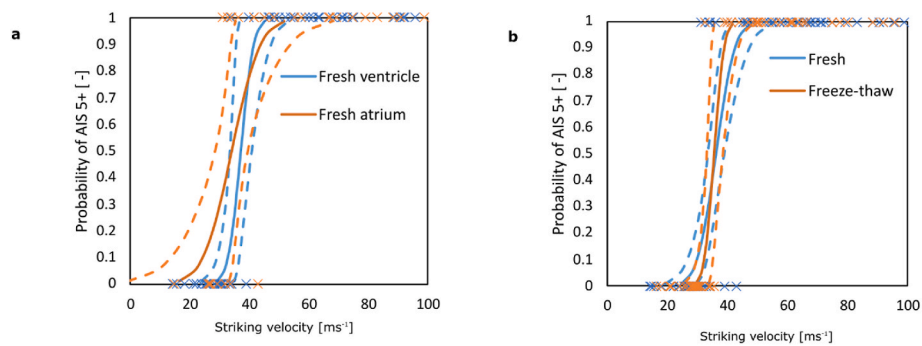 a
Probability of AIS 5+ [-]
1
0.9
0.8
0.7
0.6
0.5
0.4
0.3
0.2
0.1
0
Fresh ventricle
Fresh atrium
0 20 40 60 80 100
Striking velocity [ms⁻¹]
b
Probability of AIS 5+ [-]
1
0.9
0.8
0.7
0.6
0.5
0.4
0.3
0.2
0.1
0
Fresh
Freeze-thaw
0 20 40 60 80 100
Striking velocity [ms⁻¹]